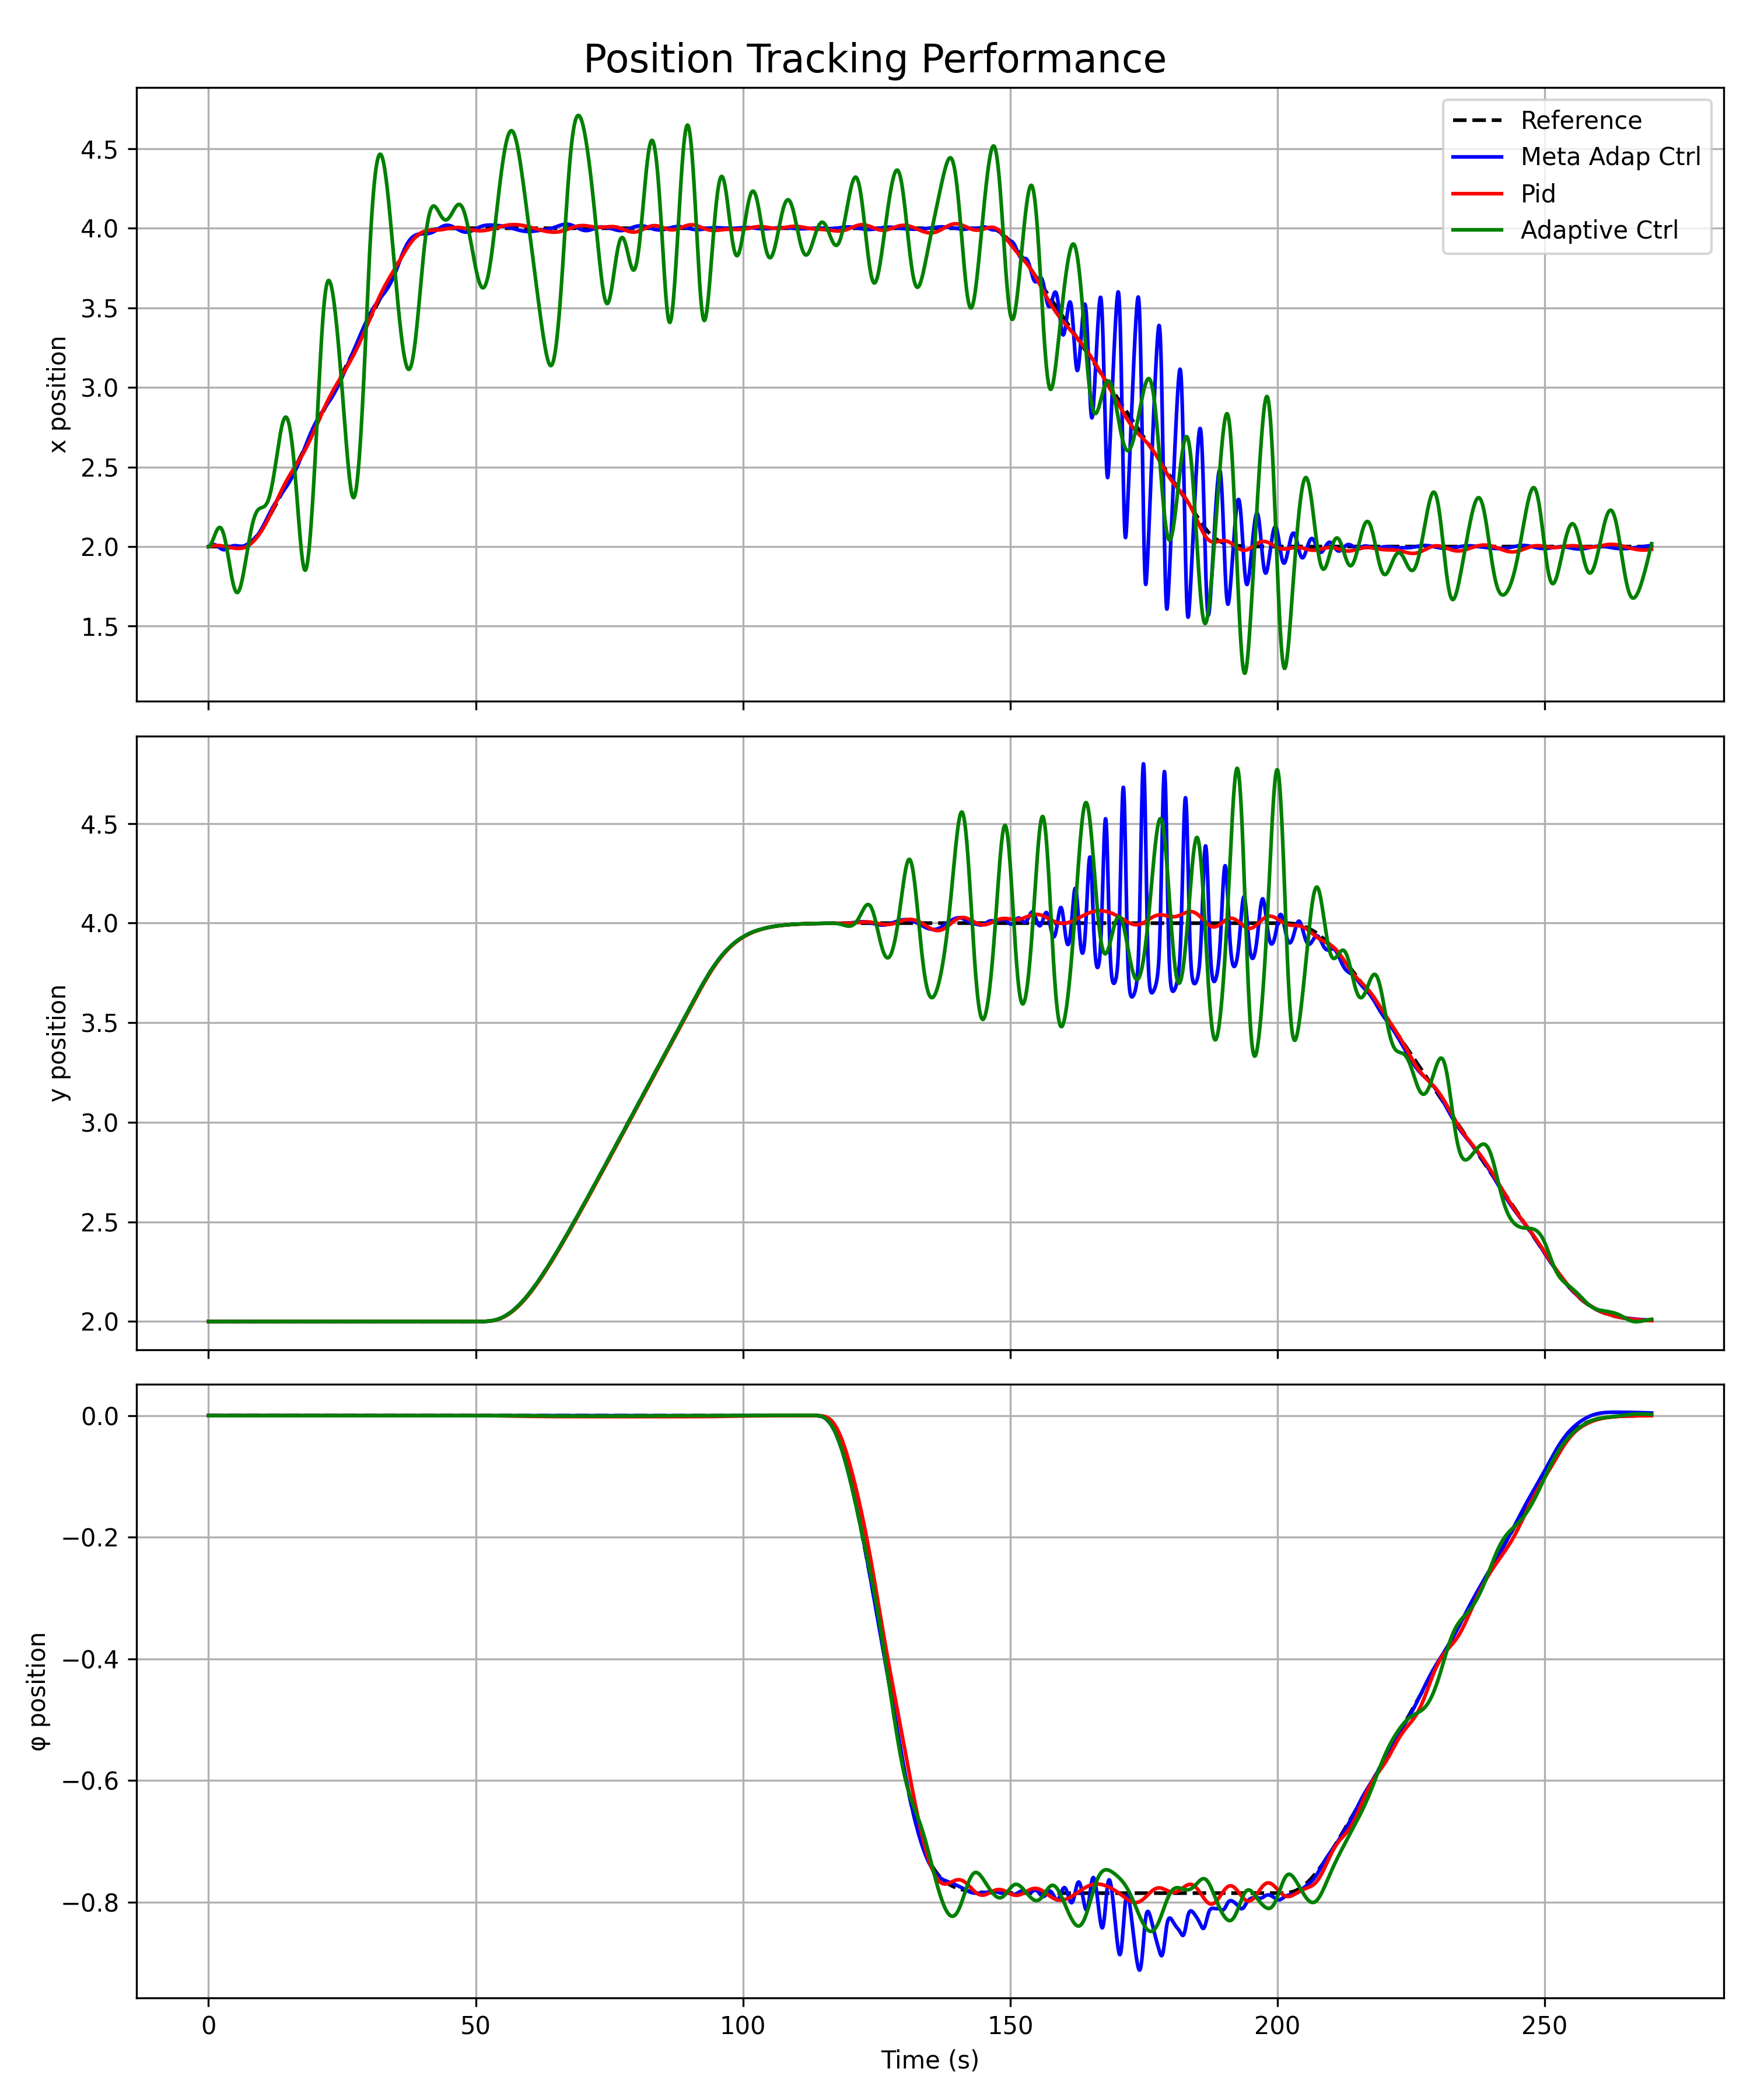 Position Tracking Performance
Reference
Meta Adap Ctrl
Pid
Adaptive Ctrl
x position
4.5
4.0
3.5
3.0
2.5
2.0
1.5
y position
4.5
4.0
3.5
3.0
2.5
2.0
φ position
0.0
−0.2
−0.4
−0.6
−0.8
0 50 100 150 200 250
Time (s)